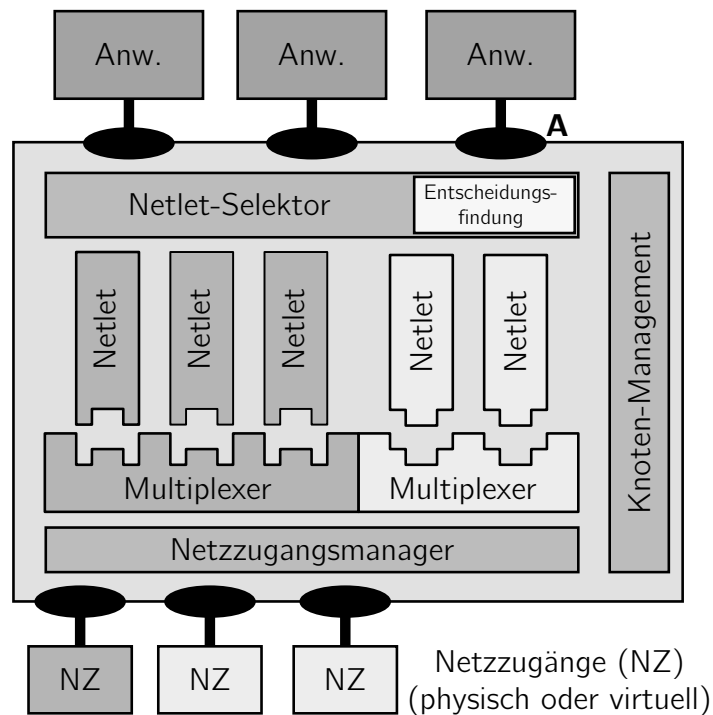 Anw.
Anw.
Anw.
A
Netlet-Selektor
Entscheidungs-
findung
Knoten-Management
Netlet
Netlet
Netlet
Netlet
Netlet
Multiplexer
Multiplexer
Netzzugangsmanager
NZ
NZ
NZ
Netzzugänge (NZ)
(physisch oder virtuell)